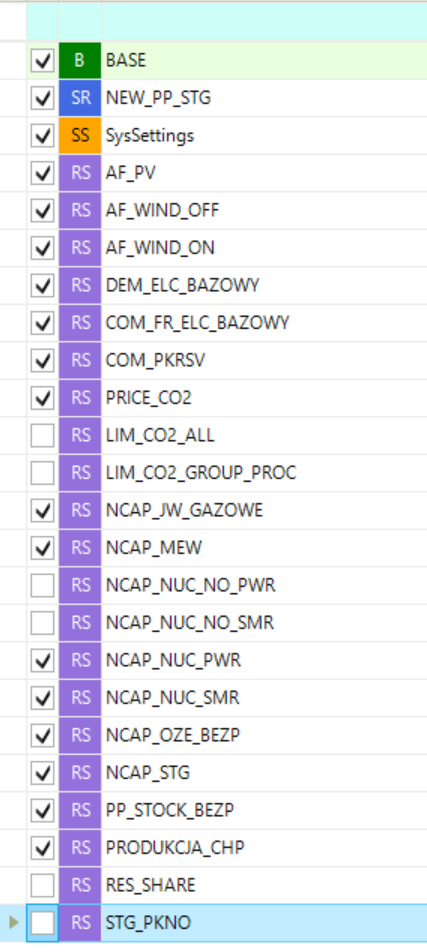 B BASE
SR NEW_PP_STG
SS SysSettings
RS AF_PV
RS AF_WIND_OFF
RS AF_WIND_ON
RS DEM_ELC_BAZOWY
RS COM_FR_ELC_BAZOWY
RS COM_PKRSV
RS PRICE_CO2
RS LIM_CO2_ALL
RS LIM_CO2_GROUP_PROC
RS NCAP_JW_GAZOWE
RS NCAP_MEW
RS NCAP_NUC_NO_PWR
RS NCAP_NUC_NO_SMR
RS NCAP_NUC_PWR
RS NCAP_NUC_SMR
RS NCAP_OZE_BEZP
RS NCAP_STG
RS PP_STOCK_BEZP
RS PRODUKCJA_CHP
RS RES_SHARE
RS STG_PKNO